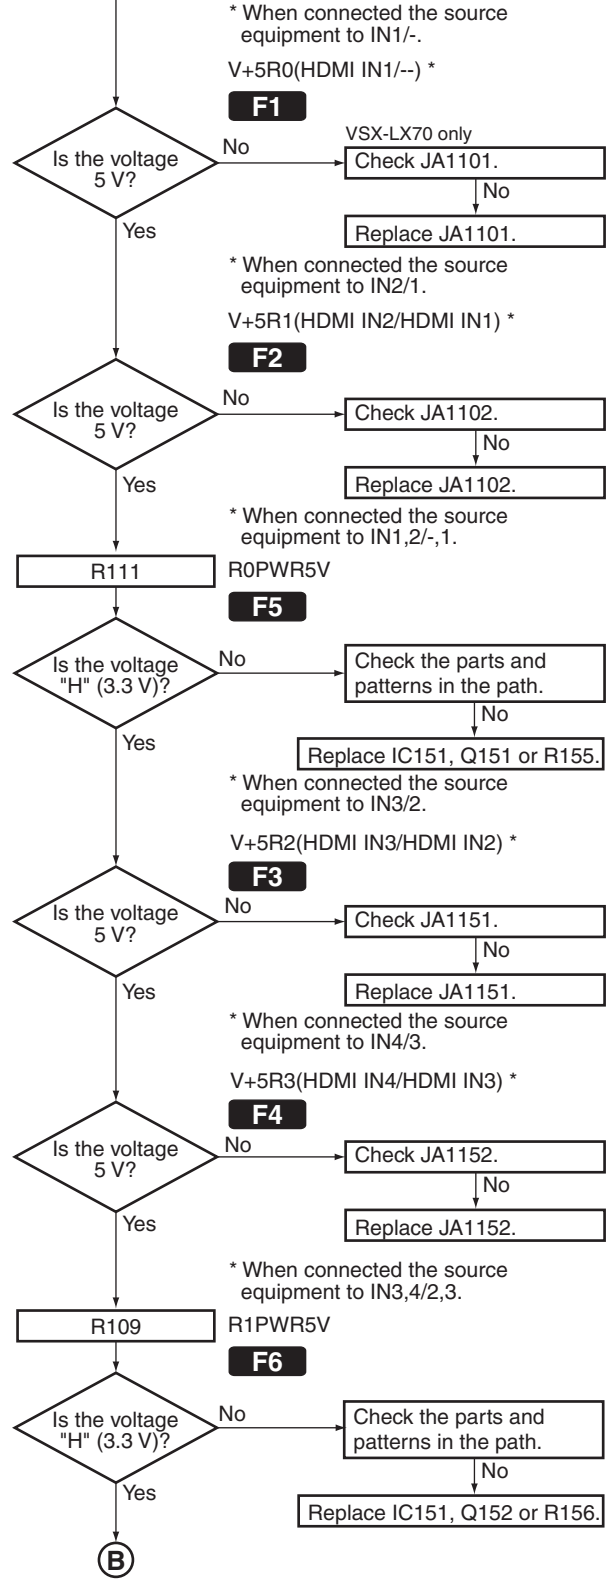 * When connected the source
equipment to IN1/-.
V+5R0(HDMI IN1/--) *
F1
VSX-LX70 only
Is the voltage
5 V?
No
Check JA1101.
No
Yes
Replace JA1101.
* When connected the source
equipment to IN2/1.
V+5R1(HDMI IN2/HDMI IN1) *
F2
Is the voltage
5 V?
No
Check JA1102.
No
Yes
Replace JA1102.
* When connected the source
equipment to IN1,2/-,1.
R111
R0PWR5V
F5
Is the voltage
"H" (3.3 V)?
No
Check the parts and
patterns in the path.
No
Yes
Replace IC151, Q151 or R155.
* When connected the source
equipment to IN3/2.
V+5R2(HDMI IN3/HDMI IN2) *
F3
Is the voltage
5 V?
No
Check JA1151.
No
Yes
Replace JA1151.
* When connected the source
equipment to IN4/3.
V+5R3(HDMI IN4/HDMI IN3) *
F4
Is the voltage
5 V?
No
Check JA1152.
No
Yes
Replace JA1152.
* When connected the source
equipment to IN3,4/2,3.
R109
R1PWR5V
F6
Is the voltage
"H" (3.3 V)?
No
Check the parts and
patterns in the path.
No
Yes
Replace IC151, Q152 or R156.
B